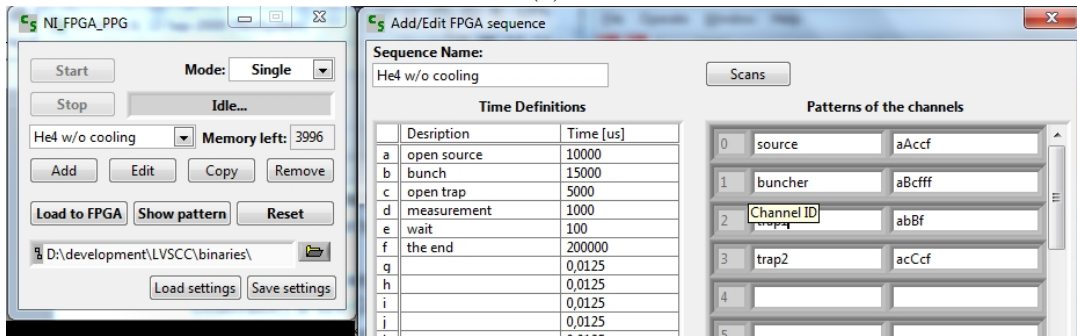 NI_FPGA_PPG
Start
Mode: Single
Stop
Idle...
He4 w/o cooling
Memory left: 3996
Add
Edit
Copy
Remove
Load to FPGA
Show pattern
Reset
D:\development\LVSCC\binaries\
Load settings
Save settings
Add/Edit FPGA sequence
Sequence Name:
He4 w/o cooling
Scans
Time Definitions
Desription Time [us]
a open source 10000
b bunch 15000
c open trap 5000
d measurement 1000
e wait 100
f the end 200000
g 0,0125
h 0,0125
i 0,0125
j 0,0125
Patterns of the channels
0 source aAccf
1 buncher aBcfff
Channel ID
2 abBf
3 trap2 acCcf
4
5